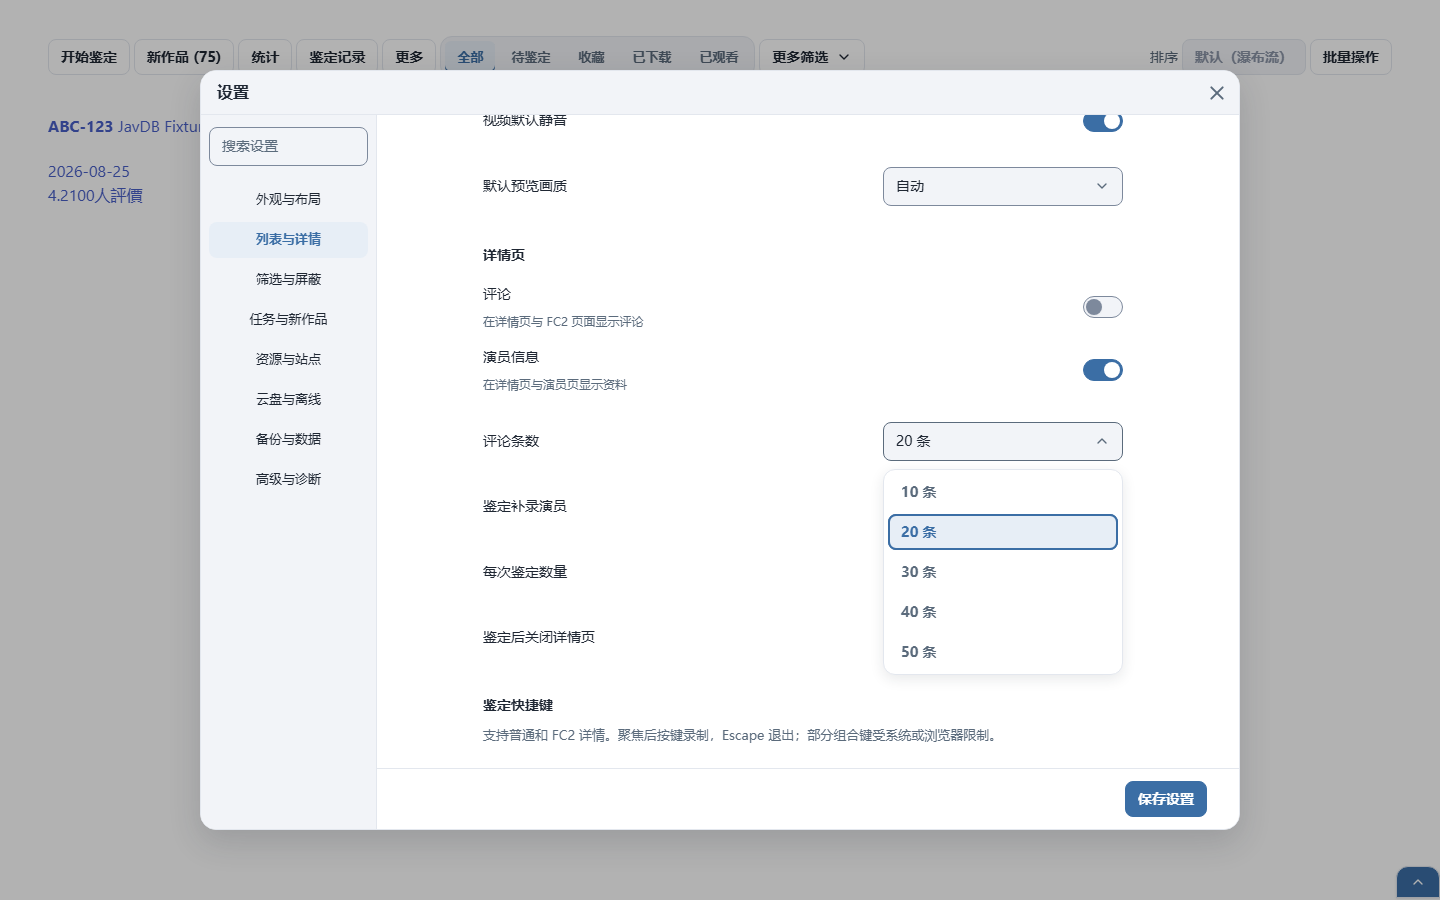 开始鉴定
新作品 (75)
统计
鉴定记录
更多
全部
待鉴定
收藏
已下载
已观看
更多筛选
排序
默认（瀑布流）
批量操作
ABC-123 JavDB Fixtu
2026-08-25
4.2100人評價
设置
搜索设置
外观与布局
列表与详情
筛选与屏蔽
任务与新作品
资源与站点
云盘与离线
备份与数据
高级与诊断
视频默认静音
默认预览画质
自动
详情页
评论
在详情页与 FC2 页面显示评论
演员信息
在详情页与演员页显示资料
评论条数
20 条
10 条
20 条
30 条
40 条
50 条
鉴定补录演员
每次鉴定数量
鉴定后关闭详情页
鉴定快捷键
支持普通和 FC2 详情。聚焦后按键录制，Escape 退出；部分组合键受系统或浏览器限制。
保存设置